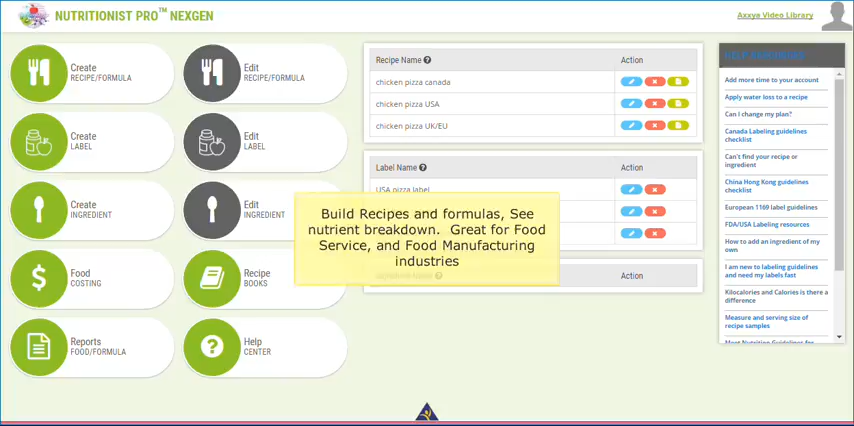 NUTRITIONIST PRO™ NEXGEN
Axxya Video Library
Create
RECIPE/FORMULA
Edit
RECIPE/FORMULA
Create
LABEL
Edit
LABEL
Create
INGREDIENT
Edit
INGREDIENT
Food
COSTING
Recipe
BOOKS
Reports
FOOD/FORMULA
Help
CENTER
Recipe Name
Action
chicken pizza canada
chicken pizza USA
chicken pizza UK/EU
Label Name
Action
USA pizza label
Build Recipes and formulas, See
nutrient breakdown. Great for Food
Service, and Food Manufacturing
industries
Action
Add more time to your account
Apply water loss to a recipe
Can I change my plan?
Canada Labeling guidelines
checklist
Can't find your recipe or
ingredient
China Hong Kong guidelines
checklist
European 1169 label guidelines
FDA/USA Labeling resources
How to add an ingredient of my
own
I am new to labeling guidelines
and need my labels fast
Kilocalories and Calories is there a
difference
Measure and serving size of
recipe samples
Meet Nutrition Guidelines for